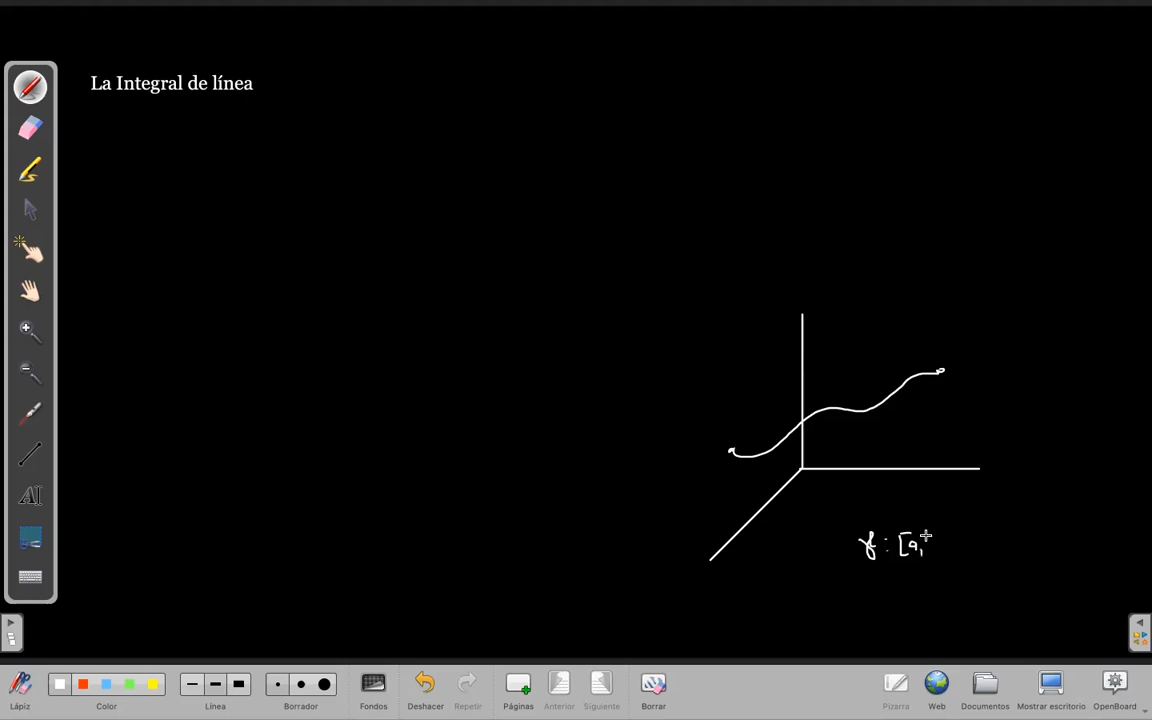 La Integral de línea
γ : [a,
Lápiz
Color
Línea
Borrador
Fondos
Deshacer
Repetir
Páginas
Anterior
Siguiente
Borrar
Pizarra
Web
Documentos
Mostrar escritorio
OpenBoard